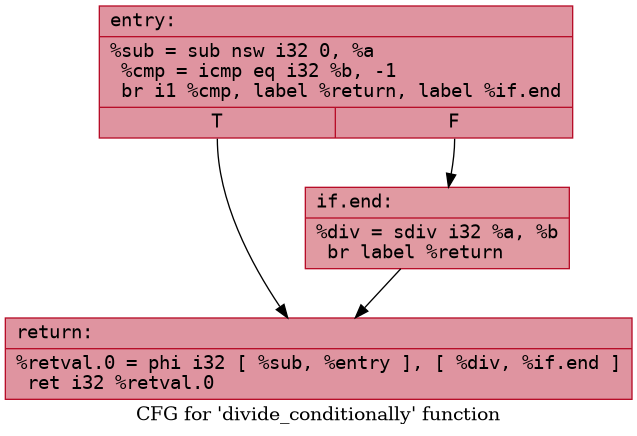 entry:
%sub = sub nsw i32 0, %a
%cmp = icmp eq i32 %b, -1
br i1 %cmp, label %return, label %if.end
T F
if.end:
%div = sdiv i32 %a, %b
br label %return
return:
%retval.0 = phi i32 [ %sub, %entry ], [ %div, %if.end ]
ret i32 %retval.0
CFG for 'divide_conditionally' function